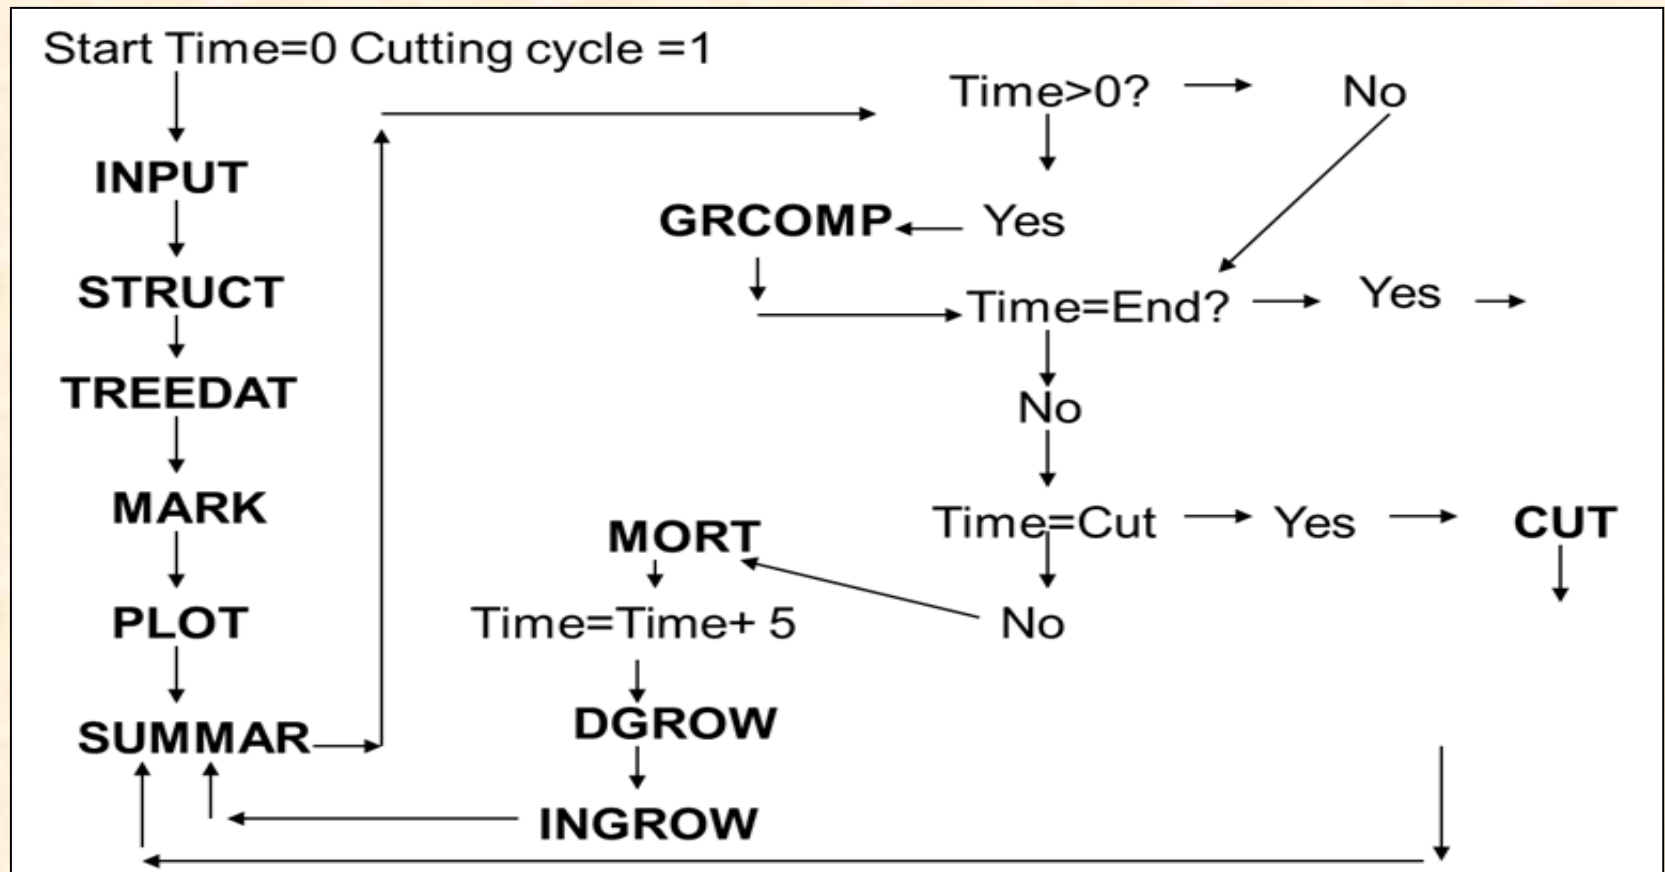 Start Time=0 Cutting cycle =1
INPUT
STRUCT
TREEDAT
MARK
PLOT
SUMMAR
Time>0?
No
GRCOMP
Yes
Time=End?
Yes
No
Time=Cut
Yes
CUT
MORT
No
Time=Time+ 5
DGROW
INGROW